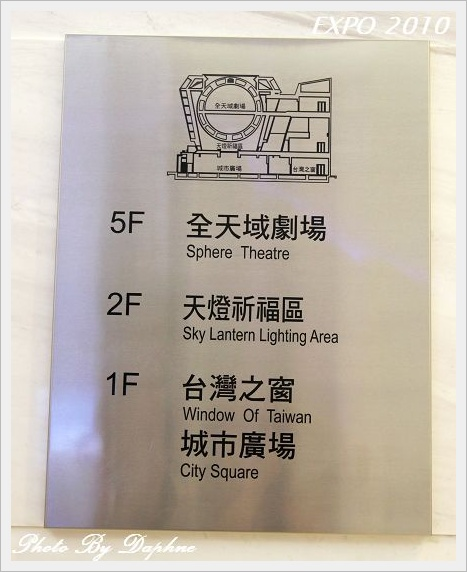 EXPO 2010
全天域劇場
天燈祈福區
城市廣場
台灣之窗
5F 全天域劇場
Sphere Theatre
2F 天燈祈福區
Sky Lantern Lighting Area
1F 台灣之窗
Window Of Taiwan
城市廣場
City Square
Photo By Daphne